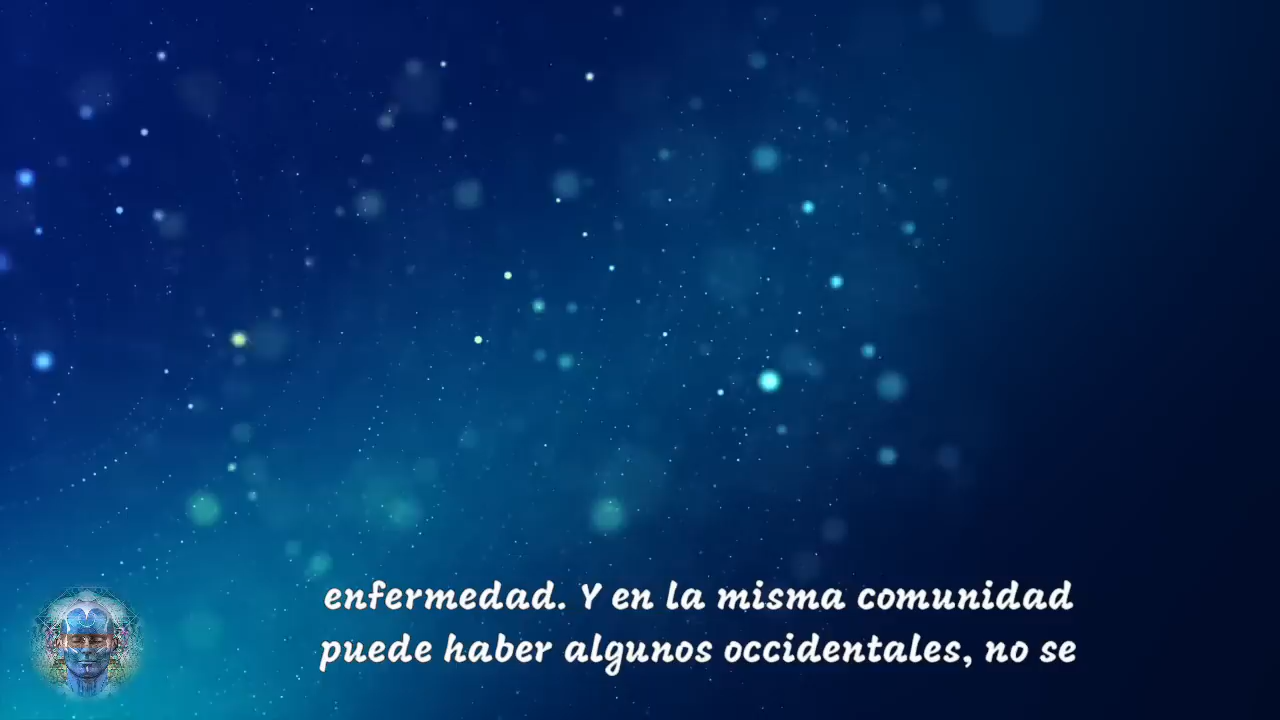 enfermedad. Y en la misma comunidad
puede haber algunos occidentales, no se